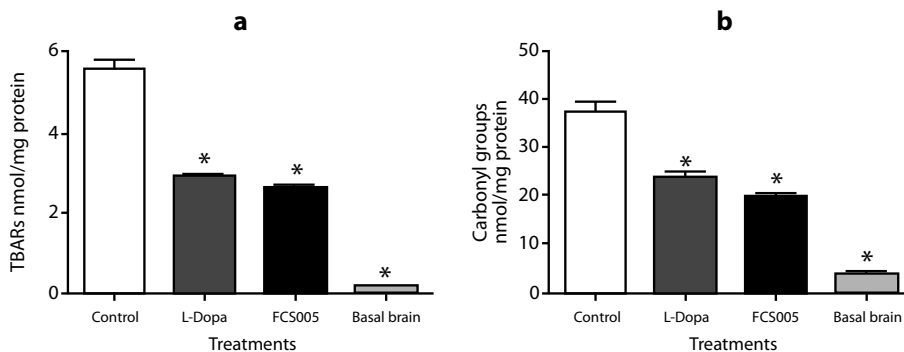 a
TBARs nmol/mg protein
6
4
2
0
*
*
*
Control
L-Dopa
FCS005
Basal brain
Treatments
b
Carbonyl groups
nmol/mg protein
50
40
30
20
10
0
*
*
*
Control
L-Dopa
FCS005
Basal brain
Treatments